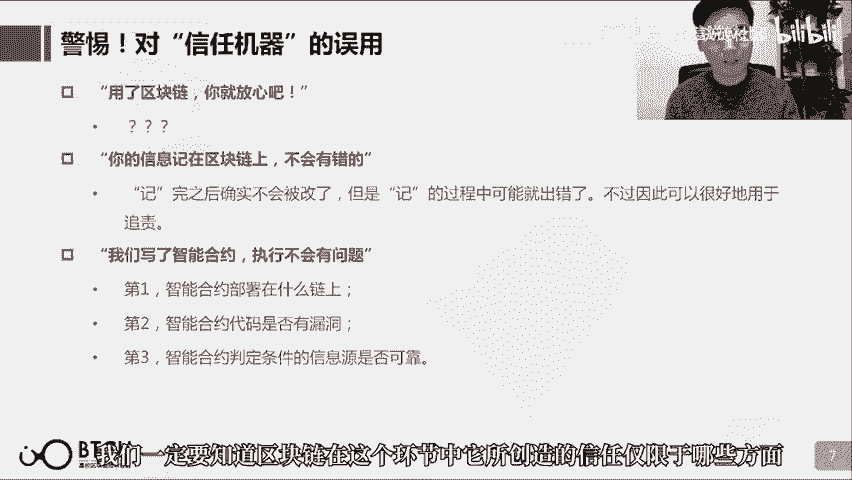 警惕！对“信任机器”的误用
bilibili
“用了区块链，你就放心吧！”
？？？
“你的信息记在区块链上，不会有错的”
“记”完之后确实不会被改了，但是“记”的过程中可能就出错了。不过因此可以很好地用于
追责。
“我们写了智能合约，执行不会有问题”
第1，智能合约部署在什么链上；
第2，智能合约代码是否有漏洞；
第3，智能合约判定条件的信息源是否可靠。
我们一定要知道区块链在这个环节中它所创造的信任仅限于哪些方面
7